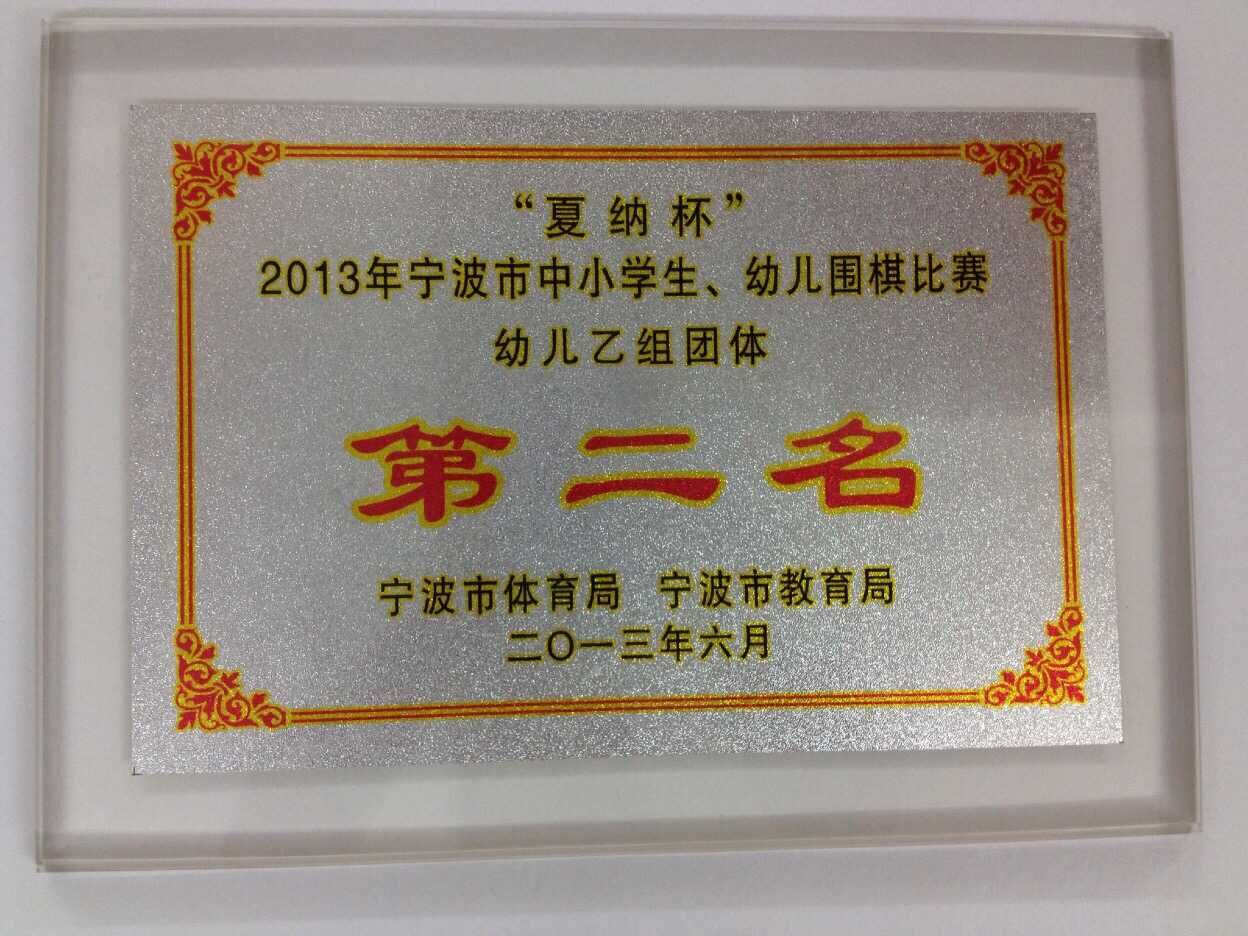 “夏纳杯”
2013年宁波市中小学生、幼儿围棋比赛
幼儿乙组团体
第二名
宁波市体育局 宁波市教育局
二〇一三年六月